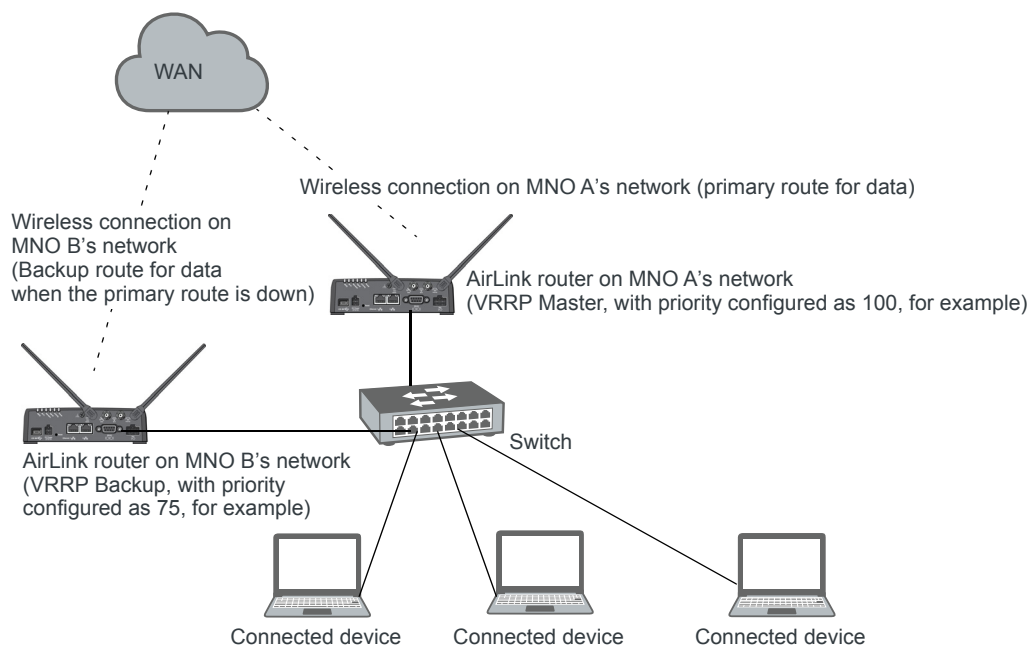 WAN
Wireless connection on MNO A's network (primary route for data)
Wireless connection on
MNO B's network
(Backup route for data
when the primary route is down)
AirLink router on MNO A's network
(VRRP Master, with priority configured as 100, for example)
Switch
AirLink router on MNO B's network
(VRRP Backup, with priority
configured as 75, for example)
Connected device
Connected device
Connected device